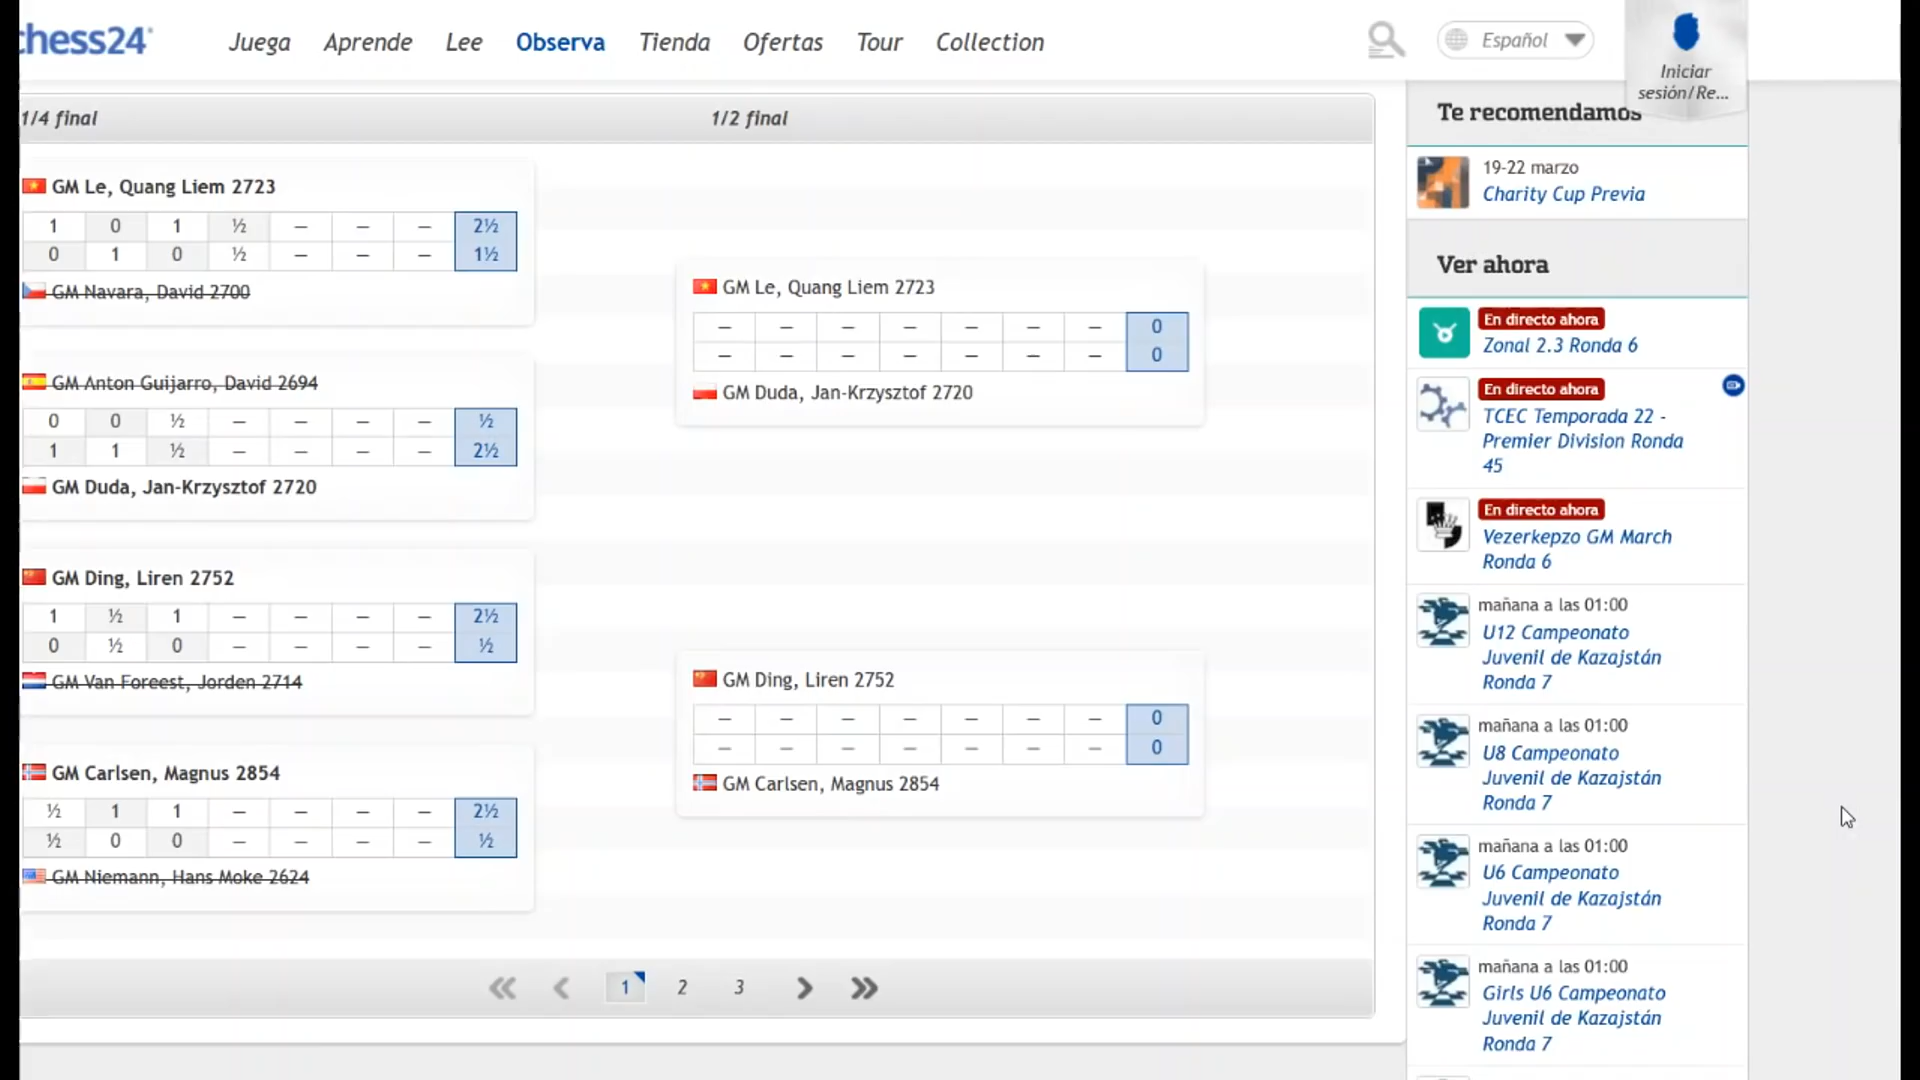 chess24
Juega Aprende Lee Observa Tienda Ofertas Tour Collection
Español
Iniciar
sesión/Re...
1/4 final
1/2 final
GM Le, Quang Liem 2723
1 0 1 ½ – – – 2½
0 1 0 ½ – – – 1½
GM Navara, David 2700
GM Anton Guijarro, David 2694
0 0 ½ – – – – ½
1 1 ½ – – – – 2½
GM Duda, Jan-Krzysztof 2720
GM Ding, Liren 2752
1 ½ 1 – – – – 2½
0 ½ 0 – – – – ½
GM Van Foreest, Jorden 2714
GM Carlsen, Magnus 2854
½ 1 1 – – – – 2½
½ 0 0 – – – – ½
GM Niemann, Hans Moke 2624
GM Le, Quang Liem 2723
– – – – – – – 0
– – – – – – – 0
GM Duda, Jan-Krzysztof 2720
GM Ding, Liren 2752
– – – – – – – 0
– – – – – – – 0
GM Carlsen, Magnus 2854
« ‹ 1 2 3 › »
Te recomendamos
19-22 marzo
Charity Cup Previa
Ver ahora
En directo ahora
Zonal 2.3 Ronda 6
En directo ahora
TCEC Temporada 22 -
Premier Division Ronda
45
En directo ahora
Vezerkepzo GM March
Ronda 6
mañana a las 01:00
U12 Campeonato
Juvenil de Kazajstán
Ronda 7
mañana a las 01:00
U8 Campeonato
Juvenil de Kazajstán
Ronda 7
mañana a las 01:00
U6 Campeonato
Juvenil de Kazajstán
Ronda 7
mañana a las 01:00
Girls U6 Campeonato
Juvenil de Kazajstán
Ronda 7